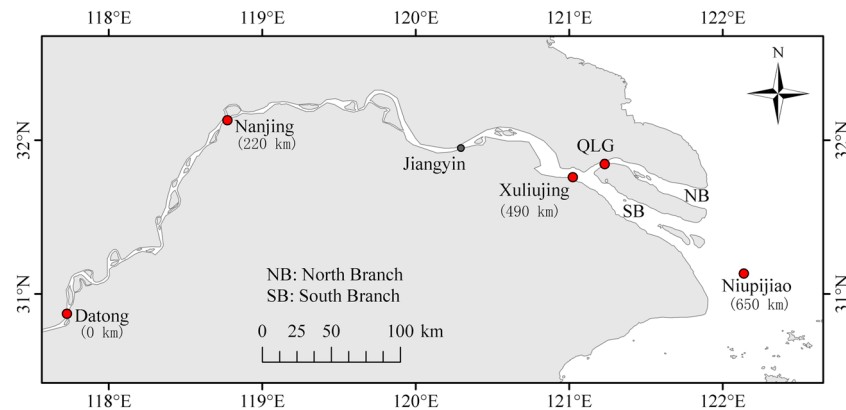 118°E 119°E 120°E 121°E 122°E
N
32°N 32°N
Nanjing
(220 km)
Jiangyin
QLG
Xuliujing
(490 km)
NB
SB
NB: North Branch
SB: South Branch
0 25 50 100 km
31°N 31°N
Niupijiao
(650 km)
Datong
(0 km)
118°E 119°E 120°E 121°E 122°E